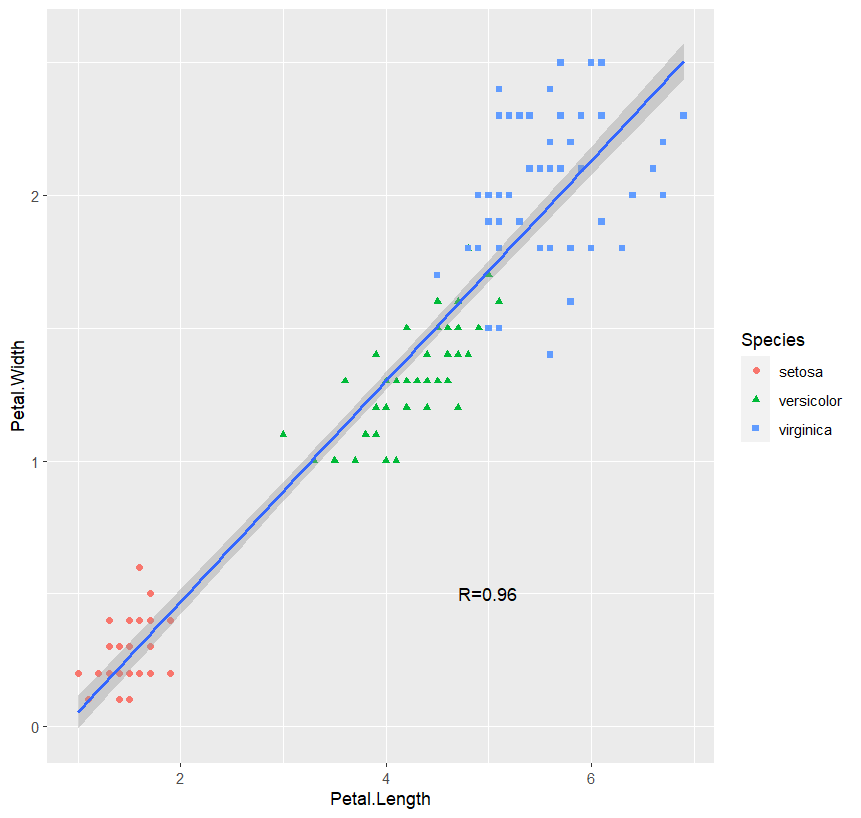 Petal.Width
2
1
0
R=0.96
2 4 6
Petal.Length
Species
setosa
versicolor
virginica